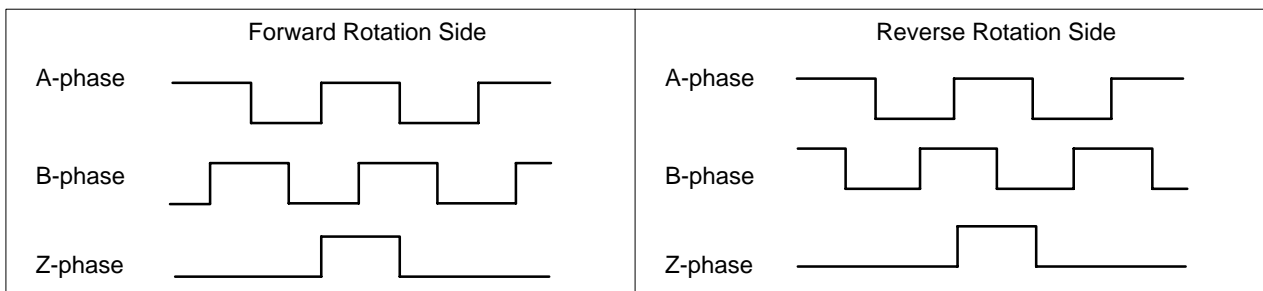 Forward Rotation Side
A-phase
B-phase
Z-phase
Reverse Rotation Side
A-phase
B-phase
Z-phase